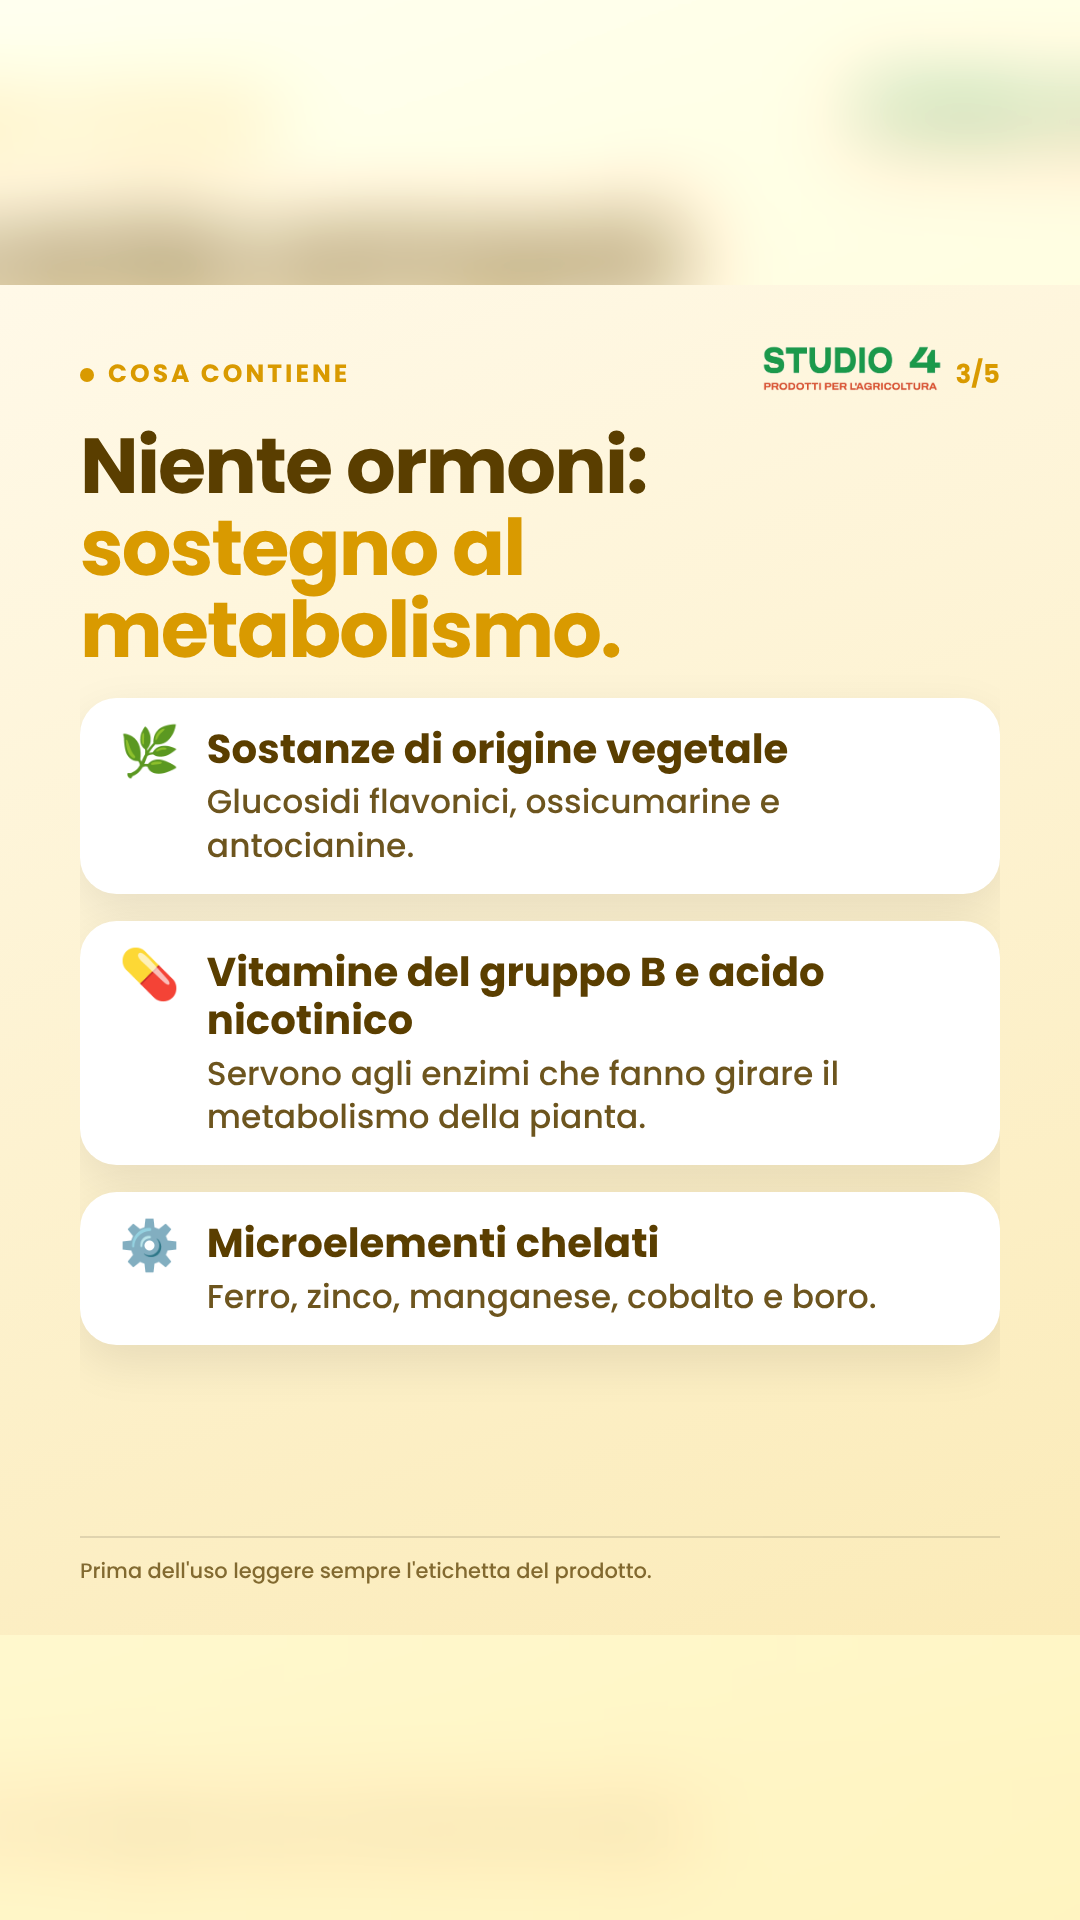 COSA CONTIENE
STUDIO 4
PRODOTTI PER L'AGRICOLTURA
3/5
Niente ormoni:
sostegno al
metabolismo.
Sostanze di origine vegetale
Glucosidi flavonici, ossicumarine e
antocianine.
Vitamine del gruppo B e acido
nicotinico
Servono agli enzimi che fanno girare il
metabolismo della pianta.
Microelementi chelati
Ferro, zinco, manganese, cobalto e boro.
Prima dell'uso leggere sempre l'etichetta del prodotto.